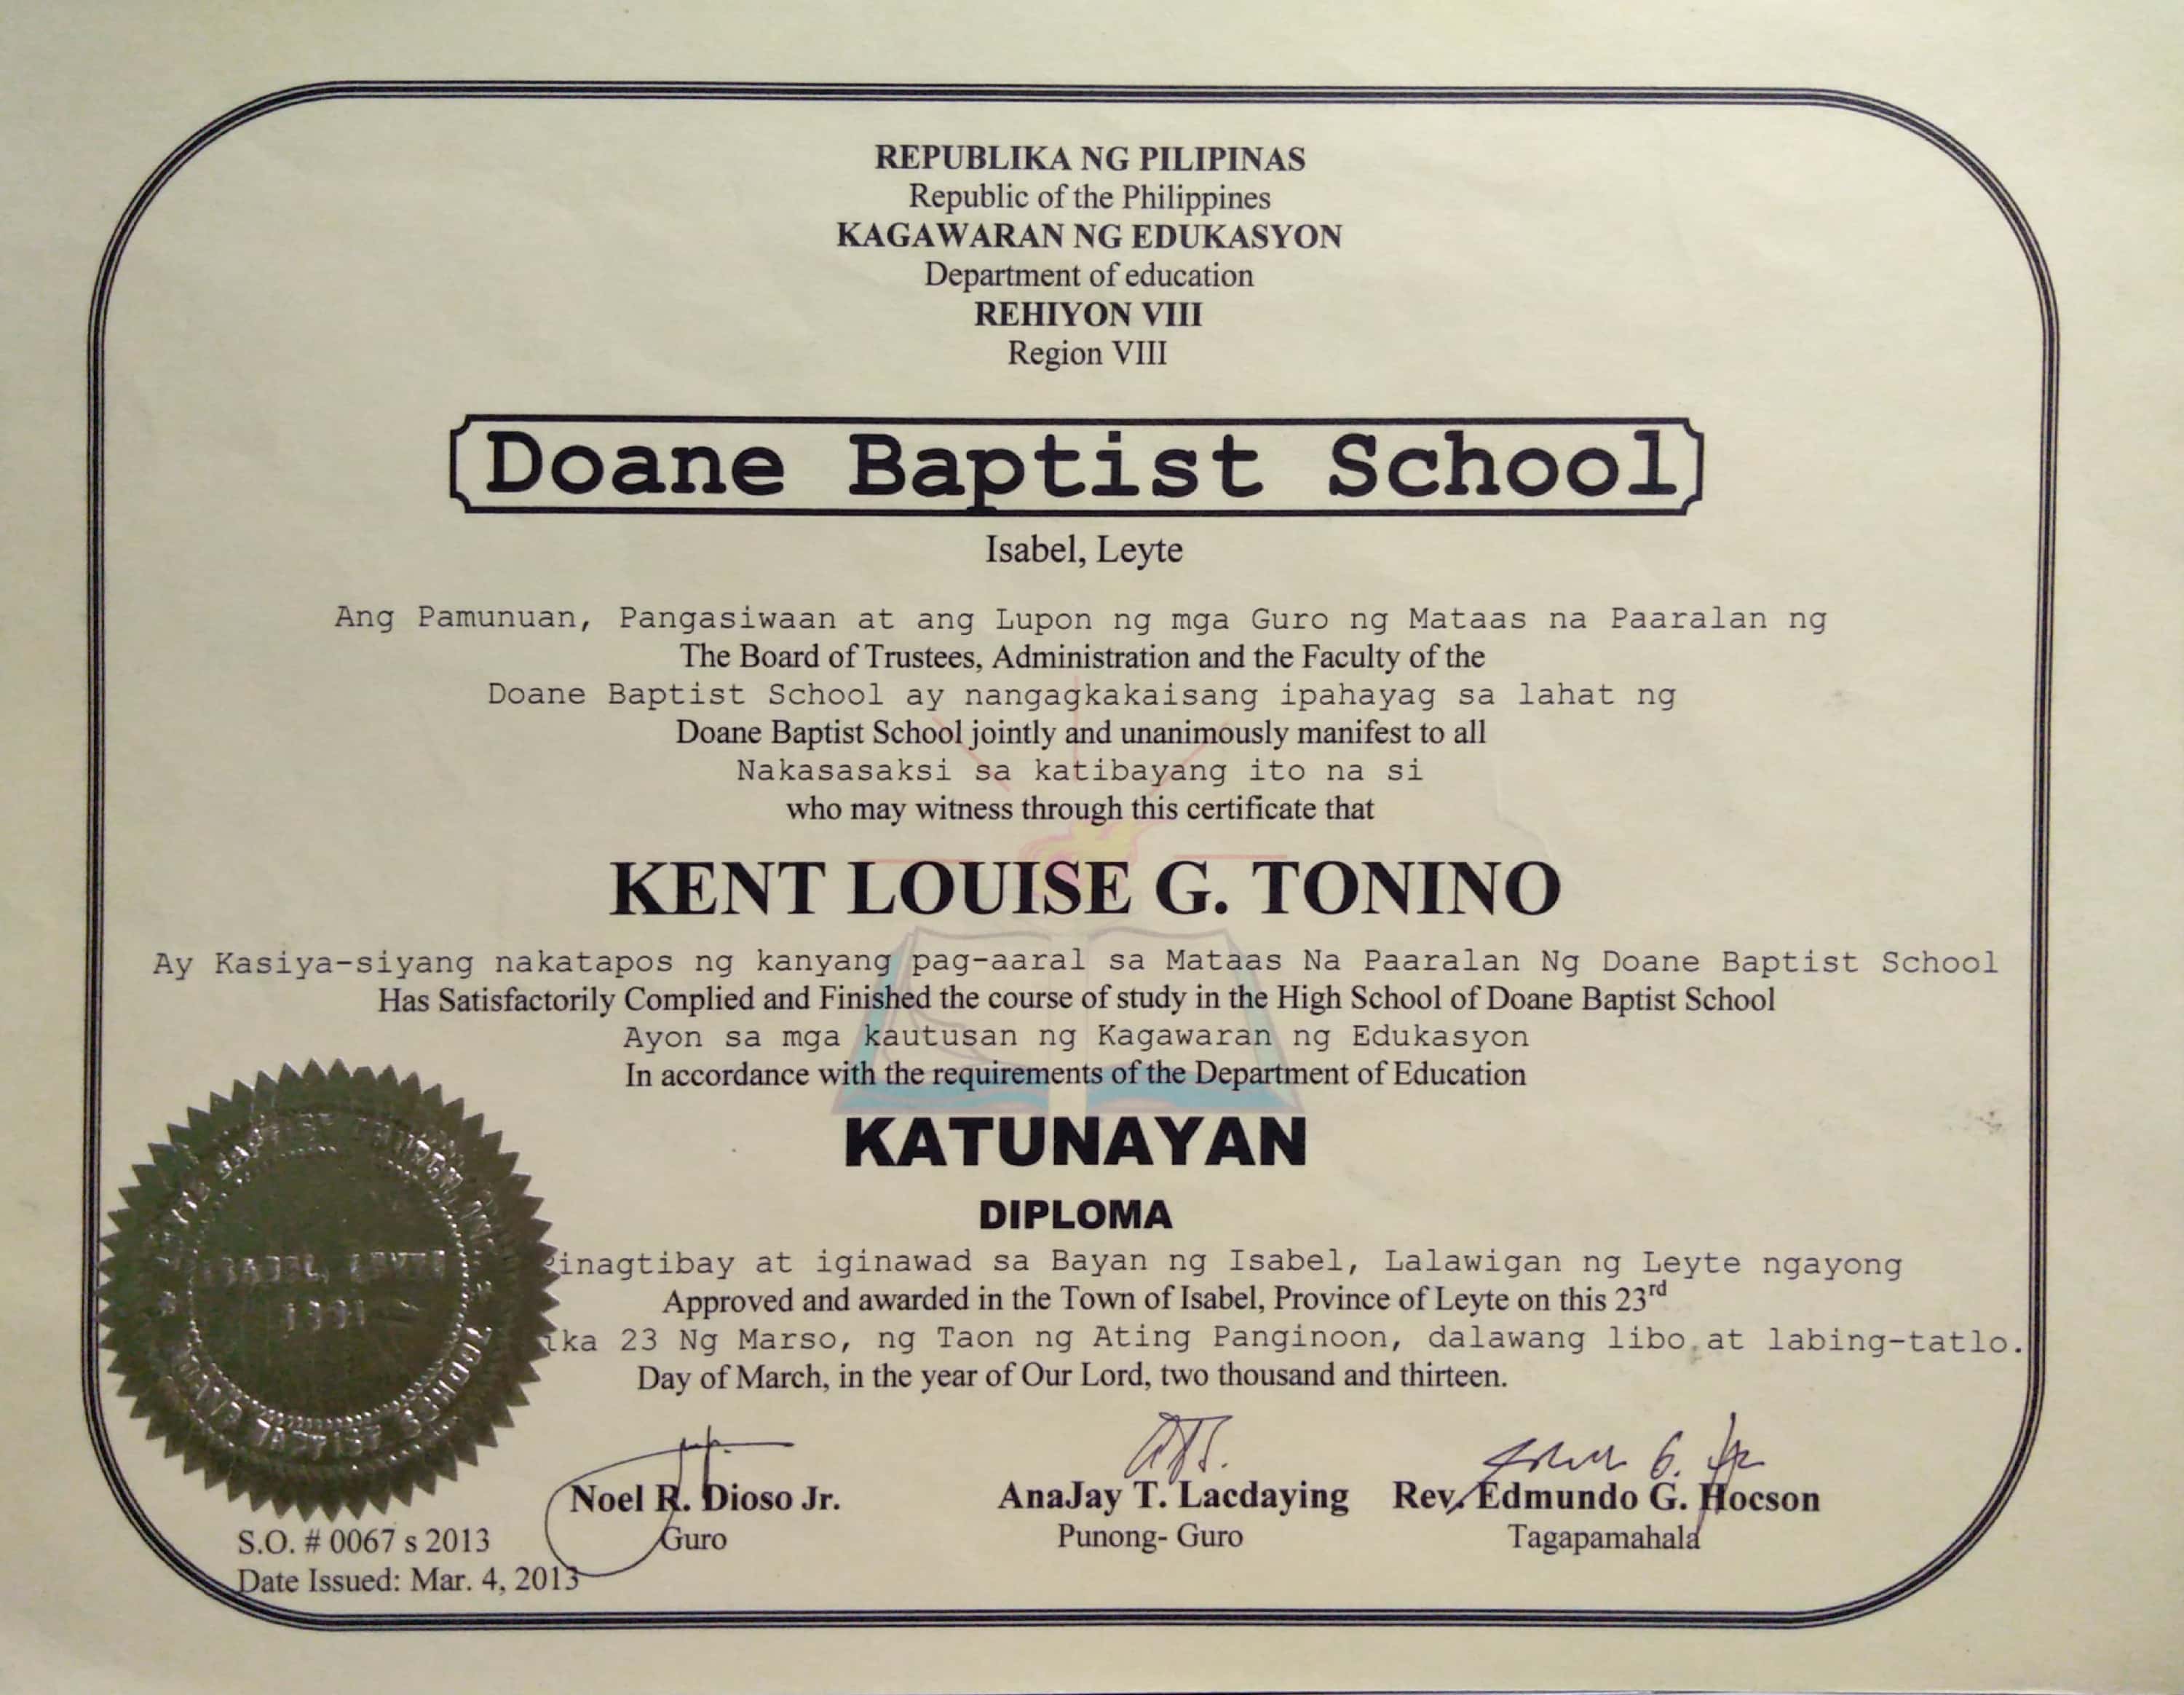 REPUBLIKA NG PILIPINAS
Republic of the Philippines
KAGAWARAN NG EDUKASYON
Department of education
REHIYON VIII
Region VIII
Doane Baptist School
Isabel, Leyte
Ang Pamunuan, Pangasiwaan at ang Lupon ng mga Guro ng Mataas na Paaralan ng
The Board of Trustees, Administration and the Faculty of the
Doane Baptist School ay nangagkakaisang ipahayag sa lahat ng
Doane Baptist School jointly and unanimously manifest to all
Nakasasaksi sa katibayang ito na si
who may witness through this certificate that
KENT LOUISE G. TONINO
Ay Kasiya-siyang nakatapos ng kanyang pag-aaral sa Mataas Na Paaralan Ng Doane Baptist School
Has Satisfactorily Complied and Finished the course of study in the High School of Doane Baptist School
Ayon sa mga kautusan ng Kagawaran ng Edukasyon
In accordance with the requirements of the Department of Education
KATUNAYAN
DIPLOMA
inagtibay at iginawad sa Bayan ng Isabel, Lalawigan ng Leyte ngayong
Approved and awarded in the Town of Isabel, Province of Leyte on this 23rd
ika 23 Ng Marso, ng Taon ng Ating Panginoon, dalawang libo at labing-tatlo.
Day of March, in the year of Our Lord, two thousand and thirteen.
ISABEL, LEYTE
DOANE BAPTIST SCHOOL
Noel R. Dioso Jr. AnaJay T. Lacdaying Rev. Edmundo G. Hocson
Guro Punong- Guro Tagapamahala
S.O. # 0067 s 2013
Date Issued: Mar. 4, 2013